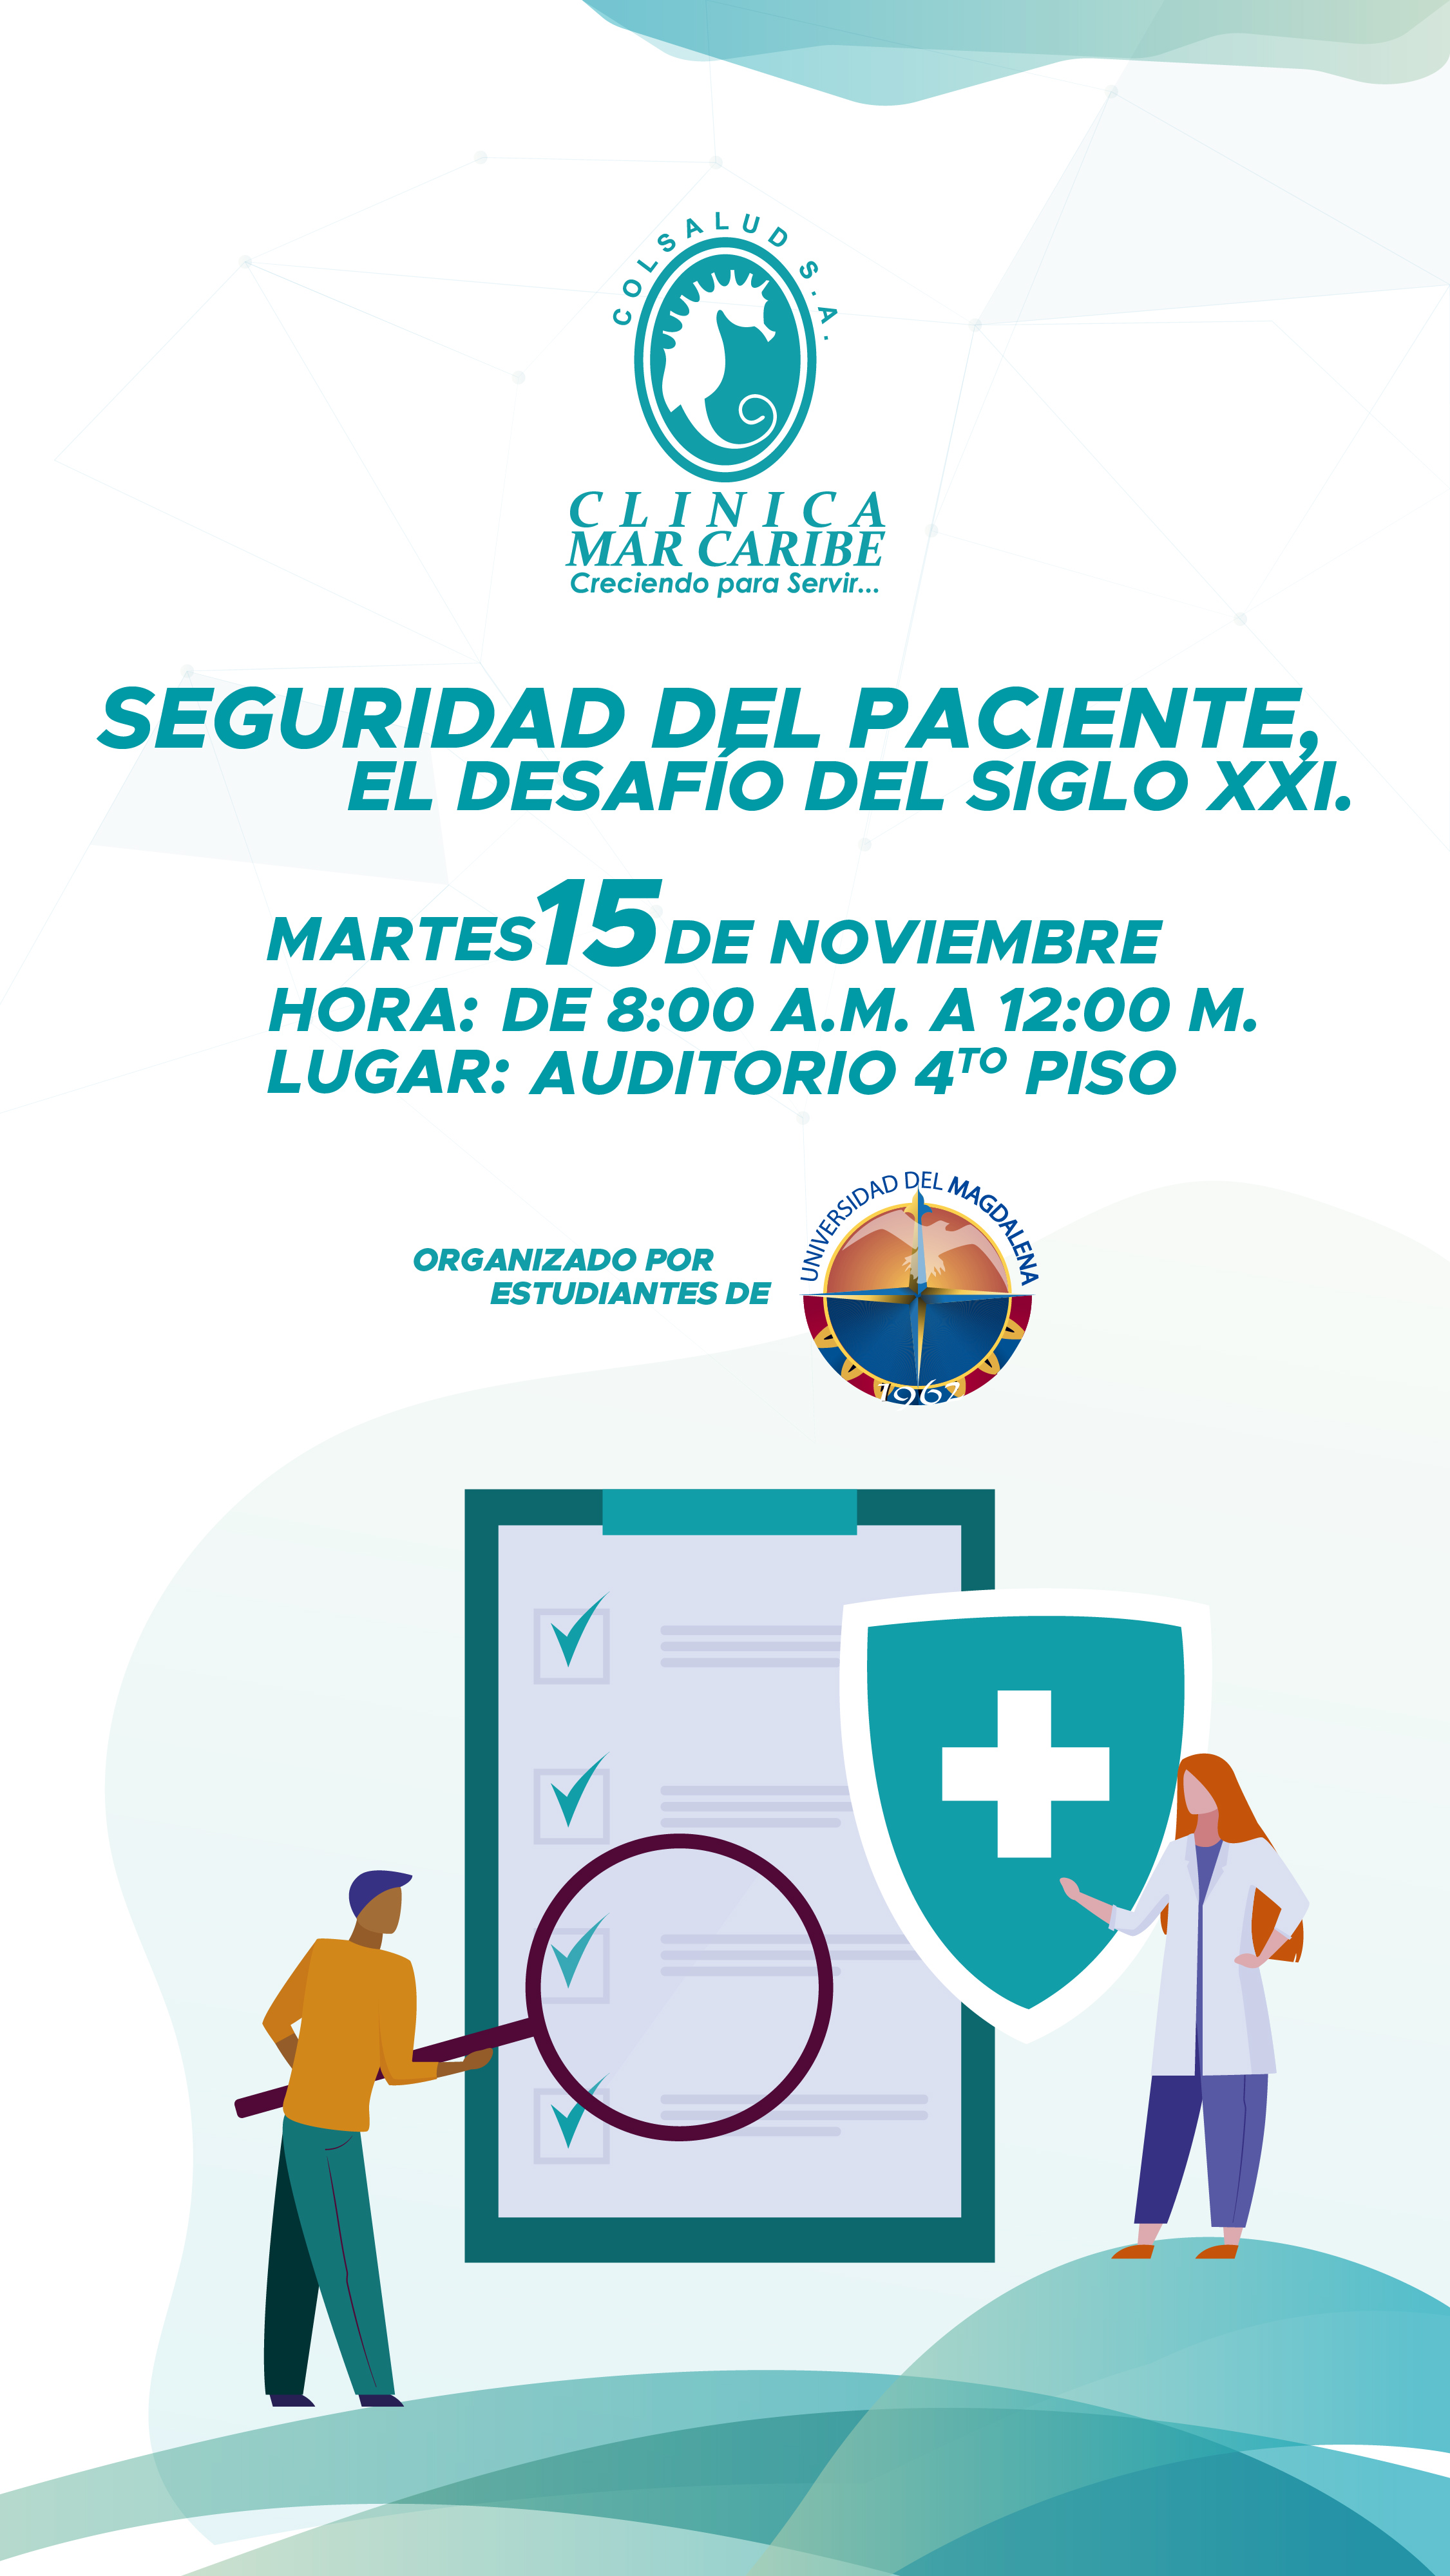 COLSALUD S.A.
CLINICA
MAR CARIBE
Creciendo para Servir...
SEGURIDAD DEL PACIENTE,
EL DESAFÍO DEL SIGLO XXI.
MARTES 15 DE NOVIEMBRE
HORA: DE 8:00 A.M. A 12:00 M.
LUGAR: AUDITORIO 4TO PISO
UNIVERSIDAD DEL MAGDALENA
ORGANIZADO POR
ESTUDIANTES DE
1967